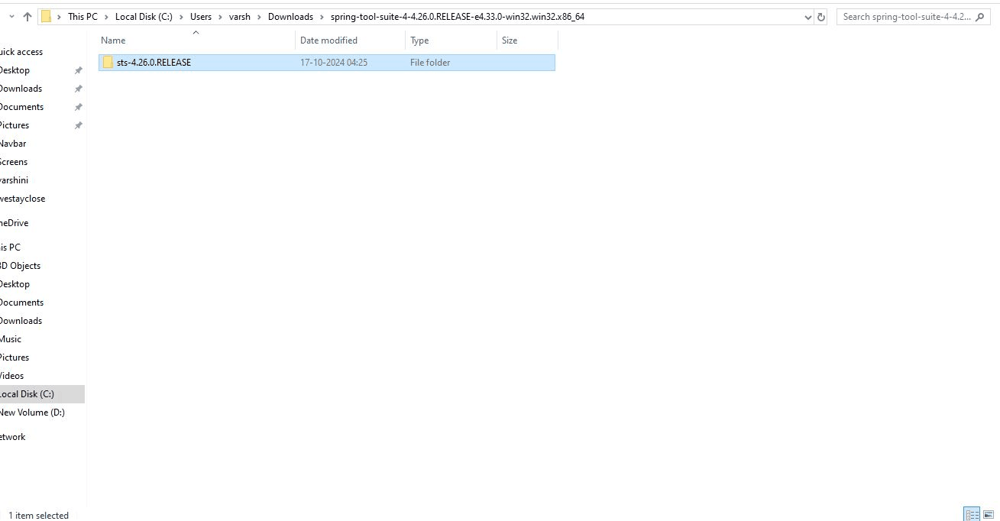 This PC > Local Disk (C:) > Users > varsh > Downloads > spring-tool-suite-4-4.26.0.RELEASE-e4.33.0-win32.win32.x86_64
Search spring-tool-suite-4-4.2...
Name Date modified Type Size
sts-4.26.0.RELEASE 17-10-2024 04:25 File folder
uick access
Desktop
Downloads
Documents
Pictures
Navbar
Screens
varshini
westayclose
neDrive
is PC
3D Objects
Desktop
Documents
Downloads
Music
Pictures
Videos
Local Disk (C:)
New Volume (D:)
etwork
1 item selected